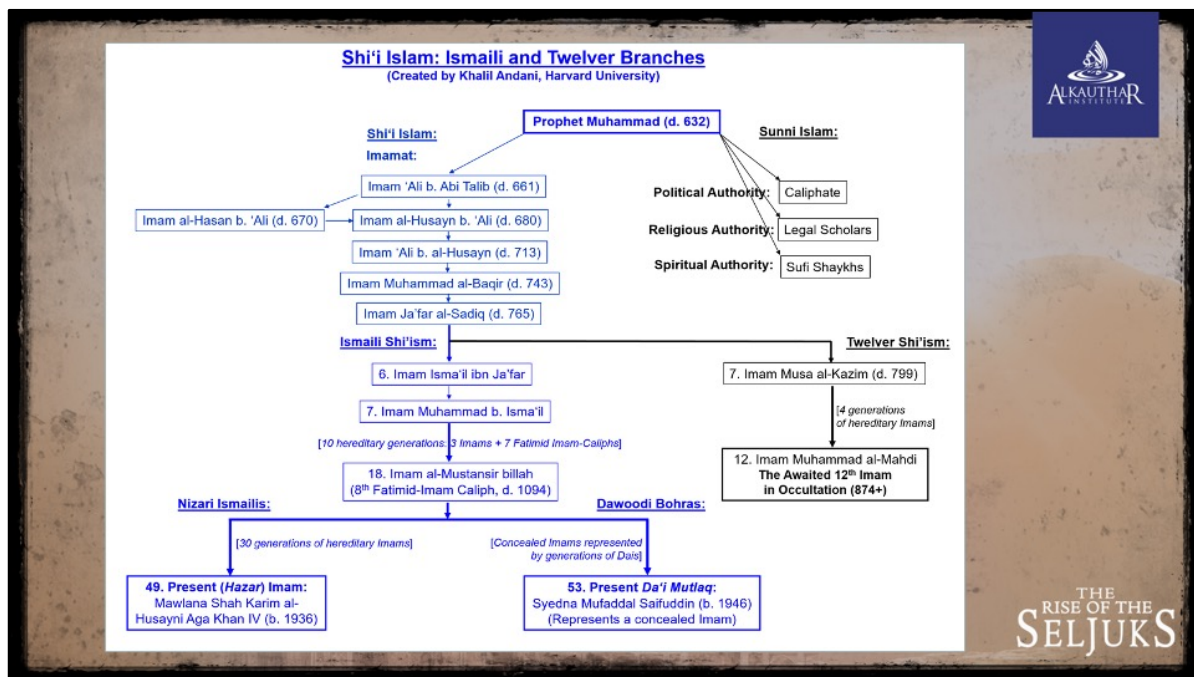 Shi‘i Islam: Ismaili and Twelver Branches
(Created by Khalil Andani, Harvard University)
ALKAUTHAR
INSTITUTE
Prophet Muhammad (d. 632)
Shi‘i Islam:
Imamat:
Sunni Islam:
Imam ‘Ali b. Abi Talib (d. 661)
Political Authority:
Caliphate
Imam al-Hasan b. ‘Ali (d. 670)
Imam al-Husayn b. ‘Ali (d. 680)
Religious Authority:
Legal Scholars
Imam ‘Ali b. al-Husayn (d. 713)
Spiritual Authority:
Sufi Shaykhs
Imam Muhammad al-Baqir (d. 743)
Imam Ja’far al-Sadiq (d. 765)
Ismaili Shi’ism:
Twelver Shi’ism:
6. Imam Isma‘il ibn Ja‘far
7. Imam Musa al-Kazim (d. 799)
7. Imam Muhammad b. Isma‘il
[4 generations
of hereditary Imams]
[10 hereditary generations: 3 Imams + 7 Fatimid Imam-Caliphs]
18. Imam al-Mustansir billah
(8th Fatimid-Imam Caliph, d. 1094)
12. Imam Muhammad al-Mahdi
The Awaited 12th Imam
in Occultation (874+)
Nizari Ismailis:
Dawoodi Bohras:
[30 generations of hereditary Imams]
[Concealed Imams represented
by generations of Dais]
49. Present (Hazar) Imam:
Mawlana Shah Karim al-
Husayni Aga Khan IV (b. 1936)
53. Present Da‘i Mutlaq:
Syedna Mufaddal Saifuddin (b. 1946)
(Represents a concealed Imam)
THE
RISE OF THE
SELJUKS